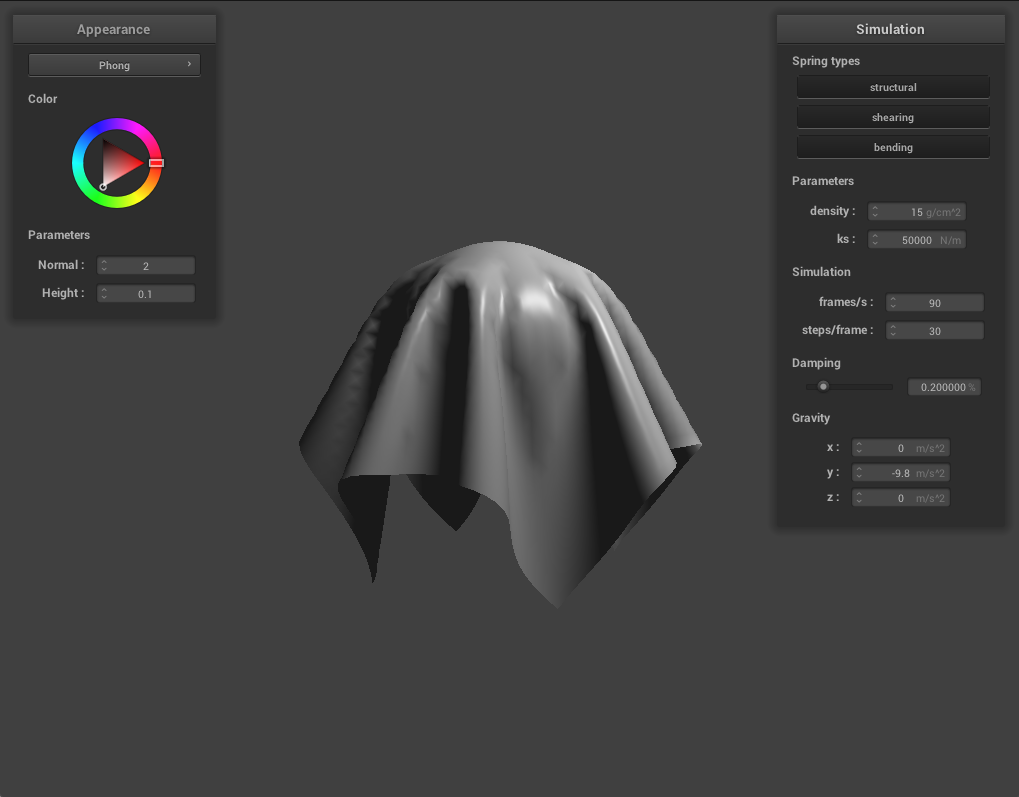 Appearance
Phong
Color
Parameters
Normal : 2
Height : 0.1
Simulation
Spring types
structural
shearing
bending
Parameters
density : 15 g/cm^2
ks : 50000 N/m
Simulation
frames/s : 90
steps/frame : 30
Damping
0.200000 %
Gravity
x : 0 m/s^2
y : -9.8 m/s^2
z : 0 m/s^2